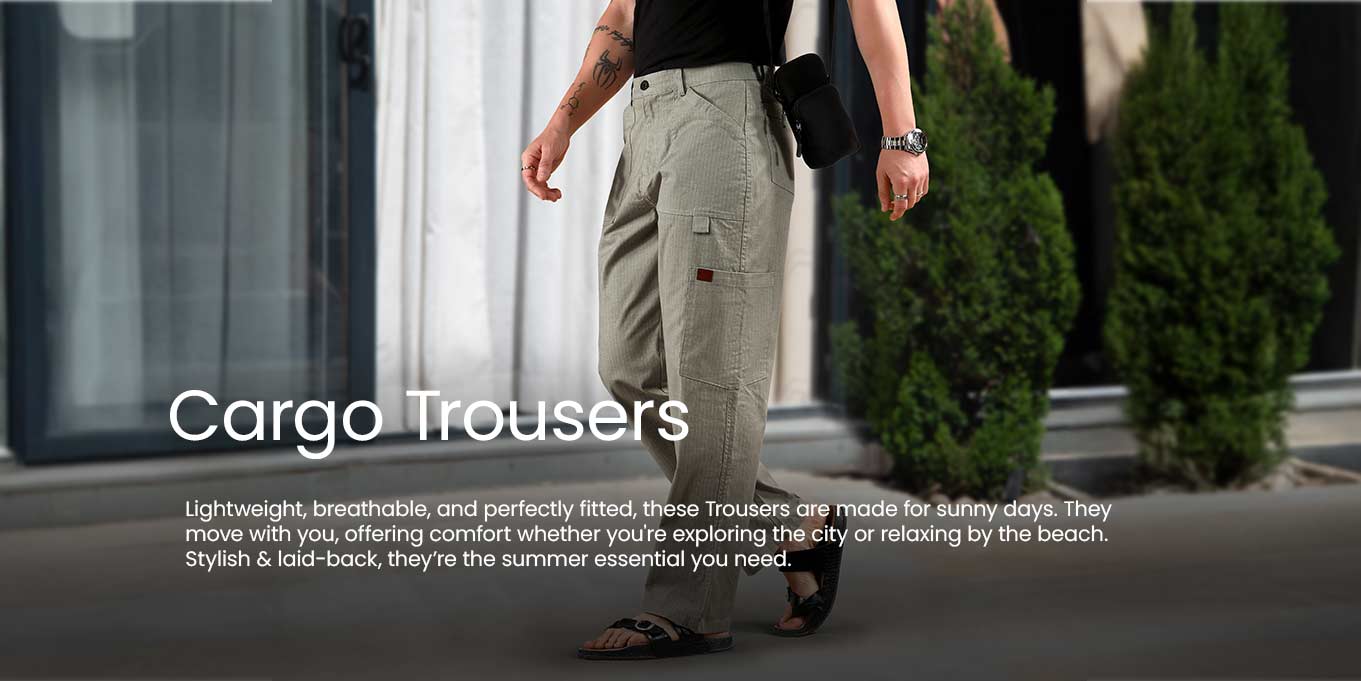 Cargo Trousers
Lightweight, breathable, and perfectly fitted, these Trousers are made for sunny days. They
move with you, offering comfort whether you're exploring the city or relaxing by the beach.
Stylish & laid-back, they’re the summer essential you need.